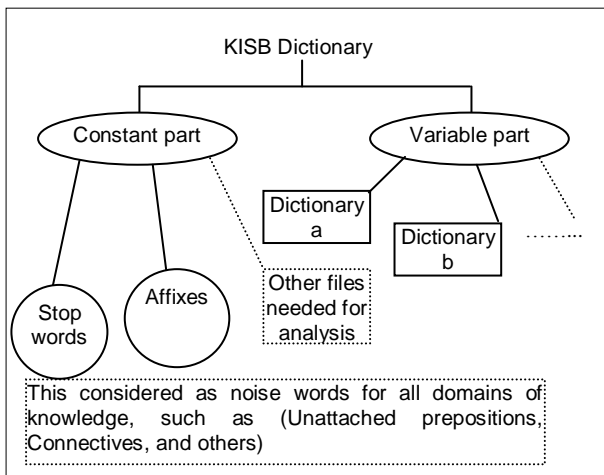 KISB Dictionary
Constant part
Variable part
Dictionary
a
Dictionary
b
Stop
words
Affixes
Other files
needed for
analysis
This considered as noise words for all domains of
knowledge, such as (Unattached prepositions,
Connectives, and others)